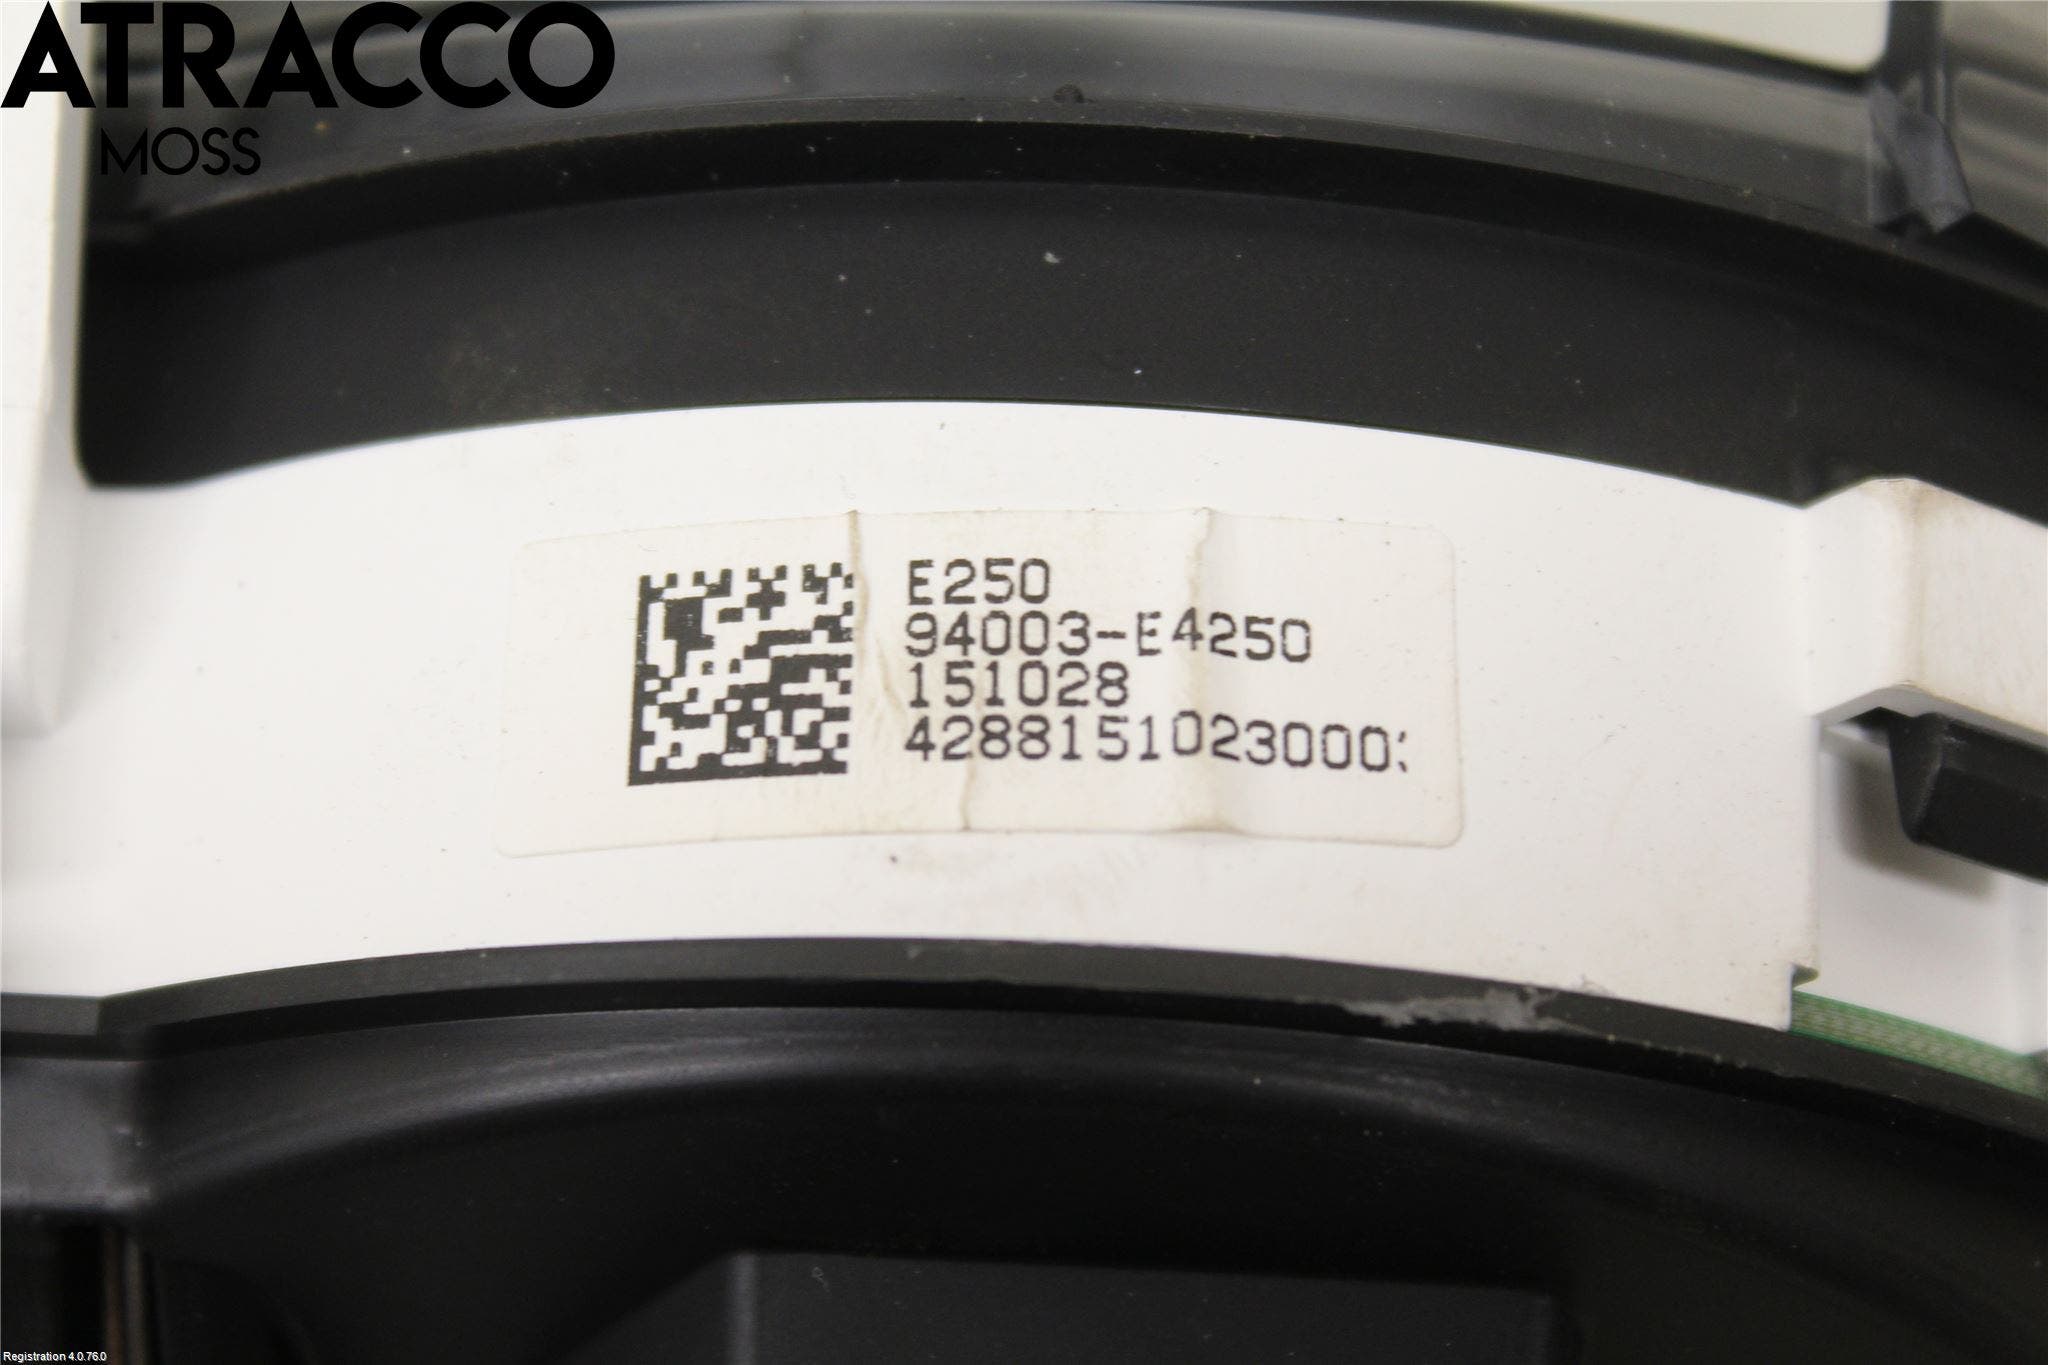 ATRACCO
MOSS
E250
94003-E4250
151028
4288151023000
Registration 4.0.76.0